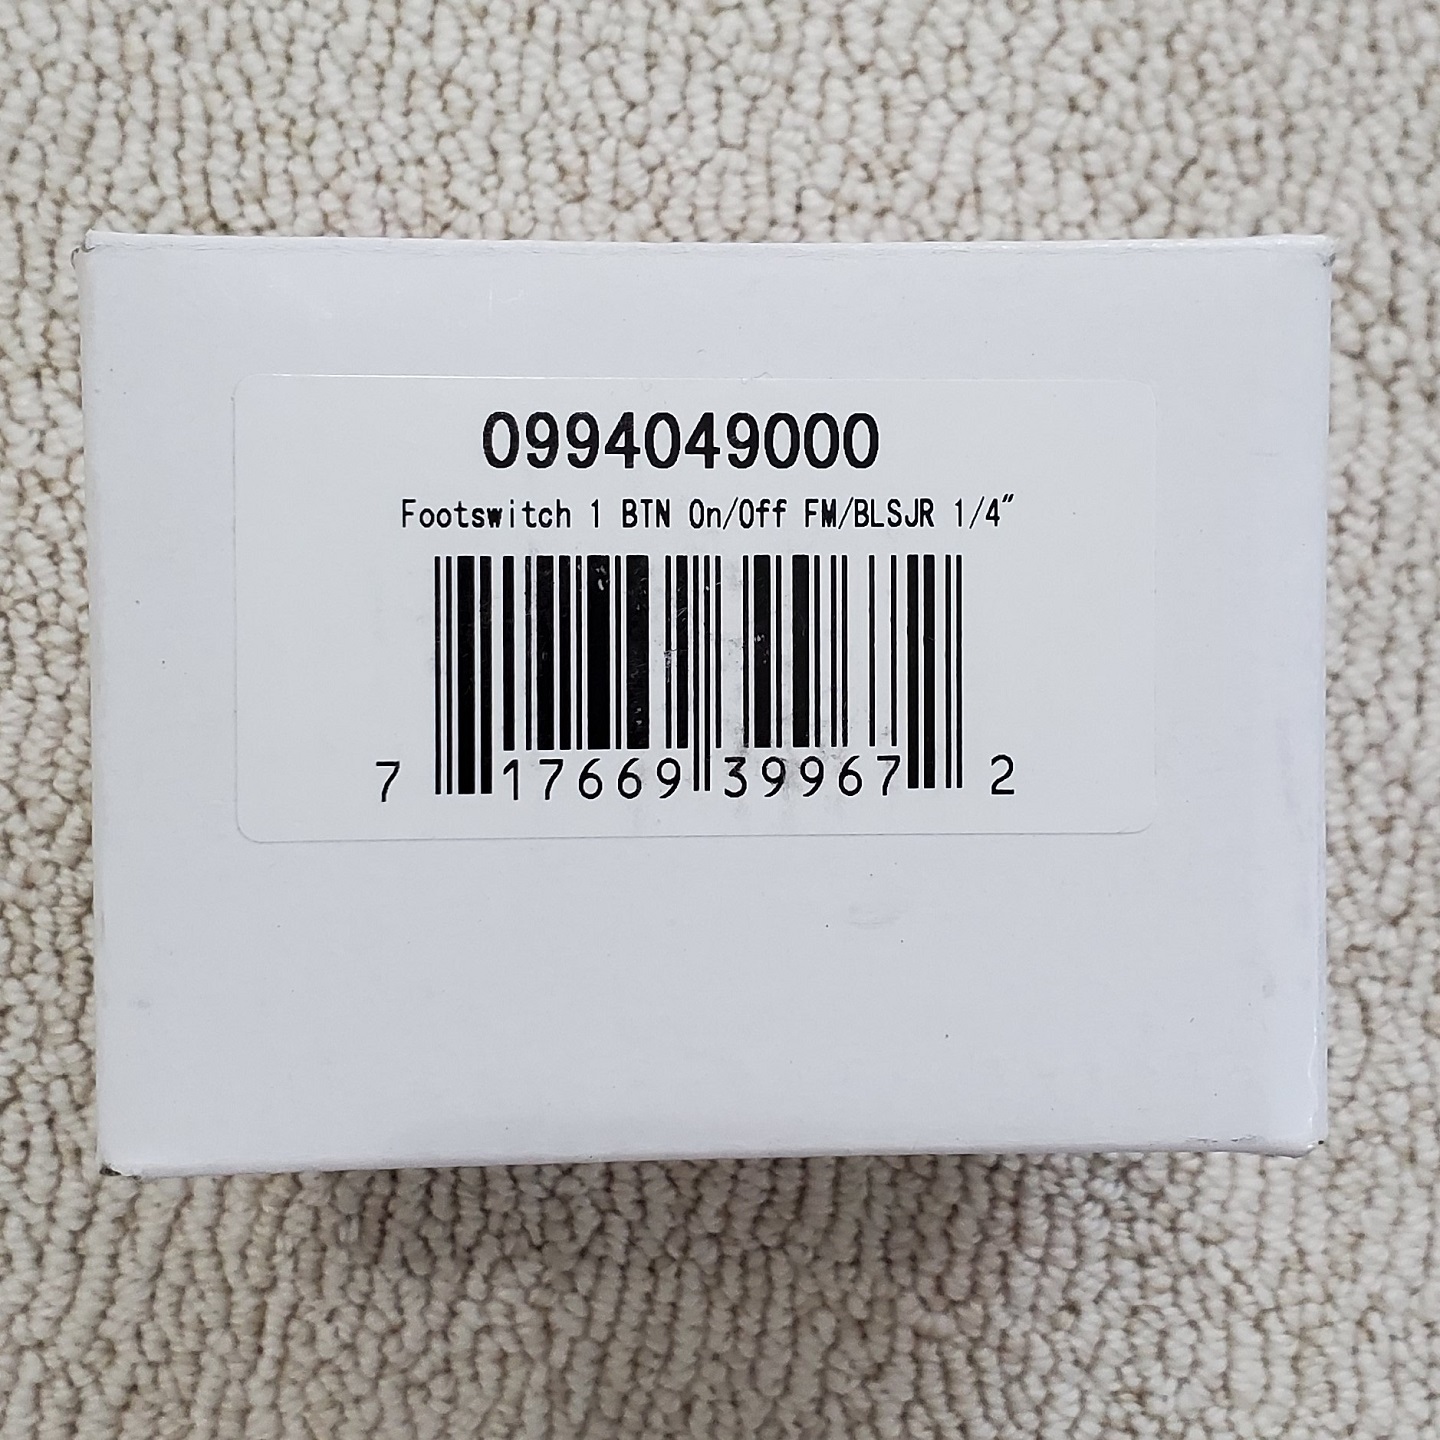 0994049000
Footswitch 1 BTN On/Off FM/BLSJR 1/4"
7 17669 39967 2